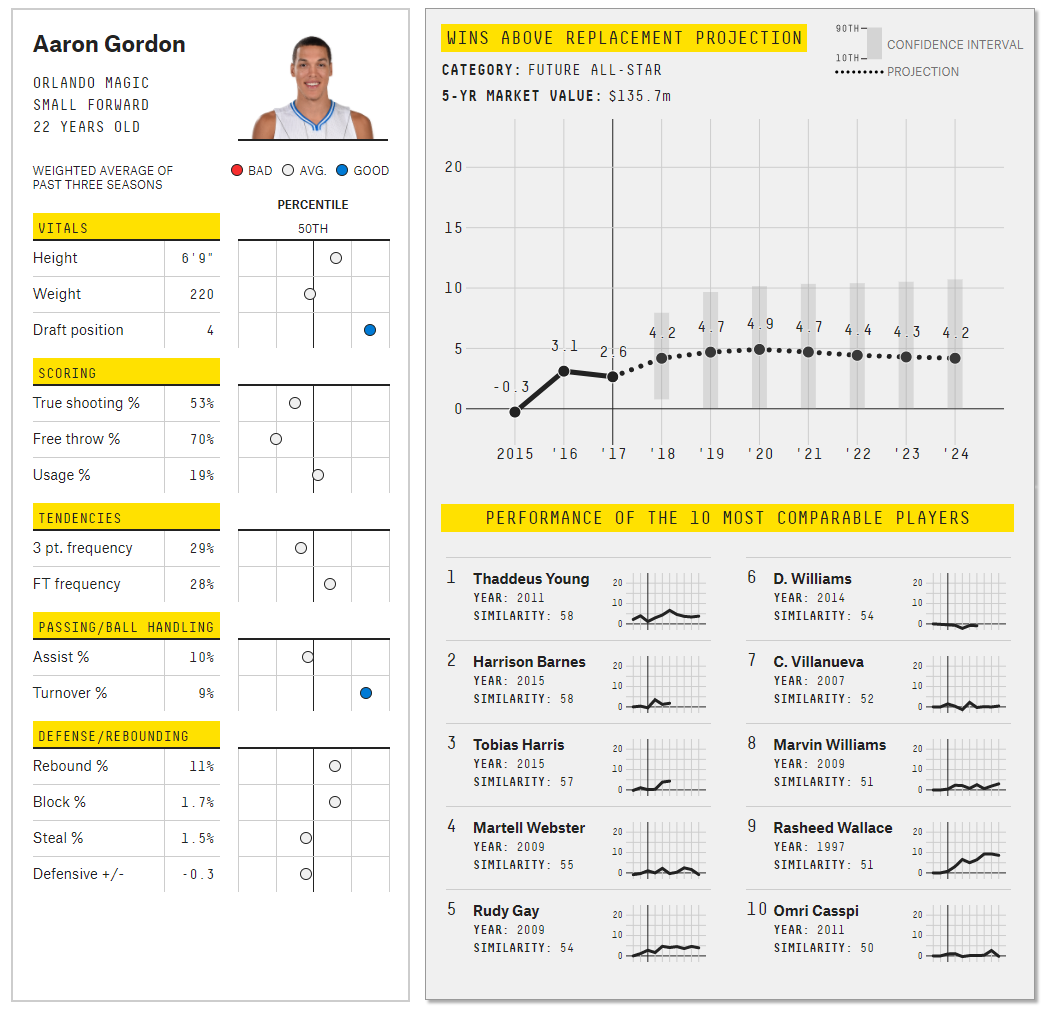 Aaron Gordon
ORLANDO MAGIC
SMALL FORWARD
22 YEARS OLD
WEIGHTED AVERAGE OF
PAST THREE SEASONS
BAD AVG. GOOD
PERCENTILE
50TH
VITALS
Height 6'9"
Weight 220
Draft position 4
SCORING
True shooting % 53%
Free throw % 70%
Usage % 19%
TENDENCIES
3 pt. frequency 29%
FT frequency 28%
PASSING/BALL HANDLING
Assist % 10%
Turnover % 9%
DEFENSE/REBOUNDING
Rebound % 11%
Block % 1.7%
Steal % 1.5%
Defensive +/- -0.3
WINS ABOVE REPLACEMENT PROJECTION
90TH
10TH
CONFIDENCE INTERVAL
PROJECTION
CATEGORY: FUTURE ALL-STAR
5-YR MARKET VALUE: $135.7m
20
15
10
5
0
-0.3 3.1 2.6 4.2 4.7 4.9 4.7 4.4 4.3 4.2
2015 '16 '17 '18 '19 '20 '21 '22 '23 '24
PERFORMANCE OF THE 10 MOST COMPARABLE PLAYERS
1 Thaddeus Young
YEAR: 2011
SIMILARITY: 58
20
10
0
2 Harrison Barnes
YEAR: 2015
SIMILARITY: 58
20
10
0
3 Tobias Harris
YEAR: 2015
SIMILARITY: 57
20
10
0
4 Martell Webster
YEAR: 2009
SIMILARITY: 55
20
10
0
5 Rudy Gay
YEAR: 2009
SIMILARITY: 54
20
10
0
6 D. Williams
YEAR: 2014
SIMILARITY: 54
20
10
0
7 C. Villanueva
YEAR: 2007
SIMILARITY: 52
20
10
0
8 Marvin Williams
YEAR: 2009
SIMILARITY: 51
20
10
0
9 Rasheed Wallace
YEAR: 1997
SIMILARITY: 51
20
10
0
10 Omri Casspi
YEAR: 2011
SIMILARITY: 50
20
10
0